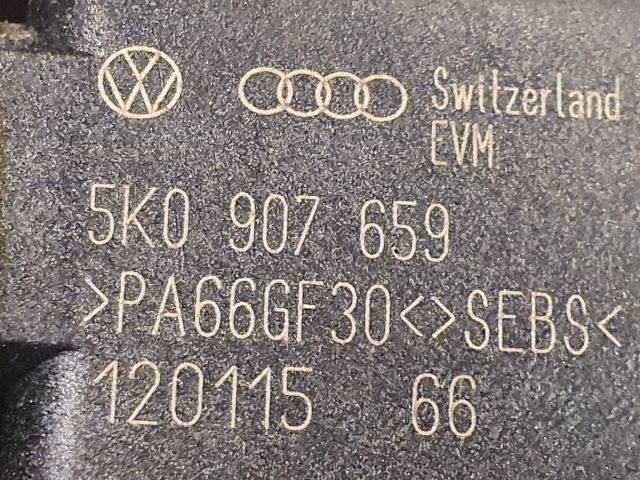 Switzerland
EVM
5K0 907 659
>PA66GF30<>SEBS<
120115 66